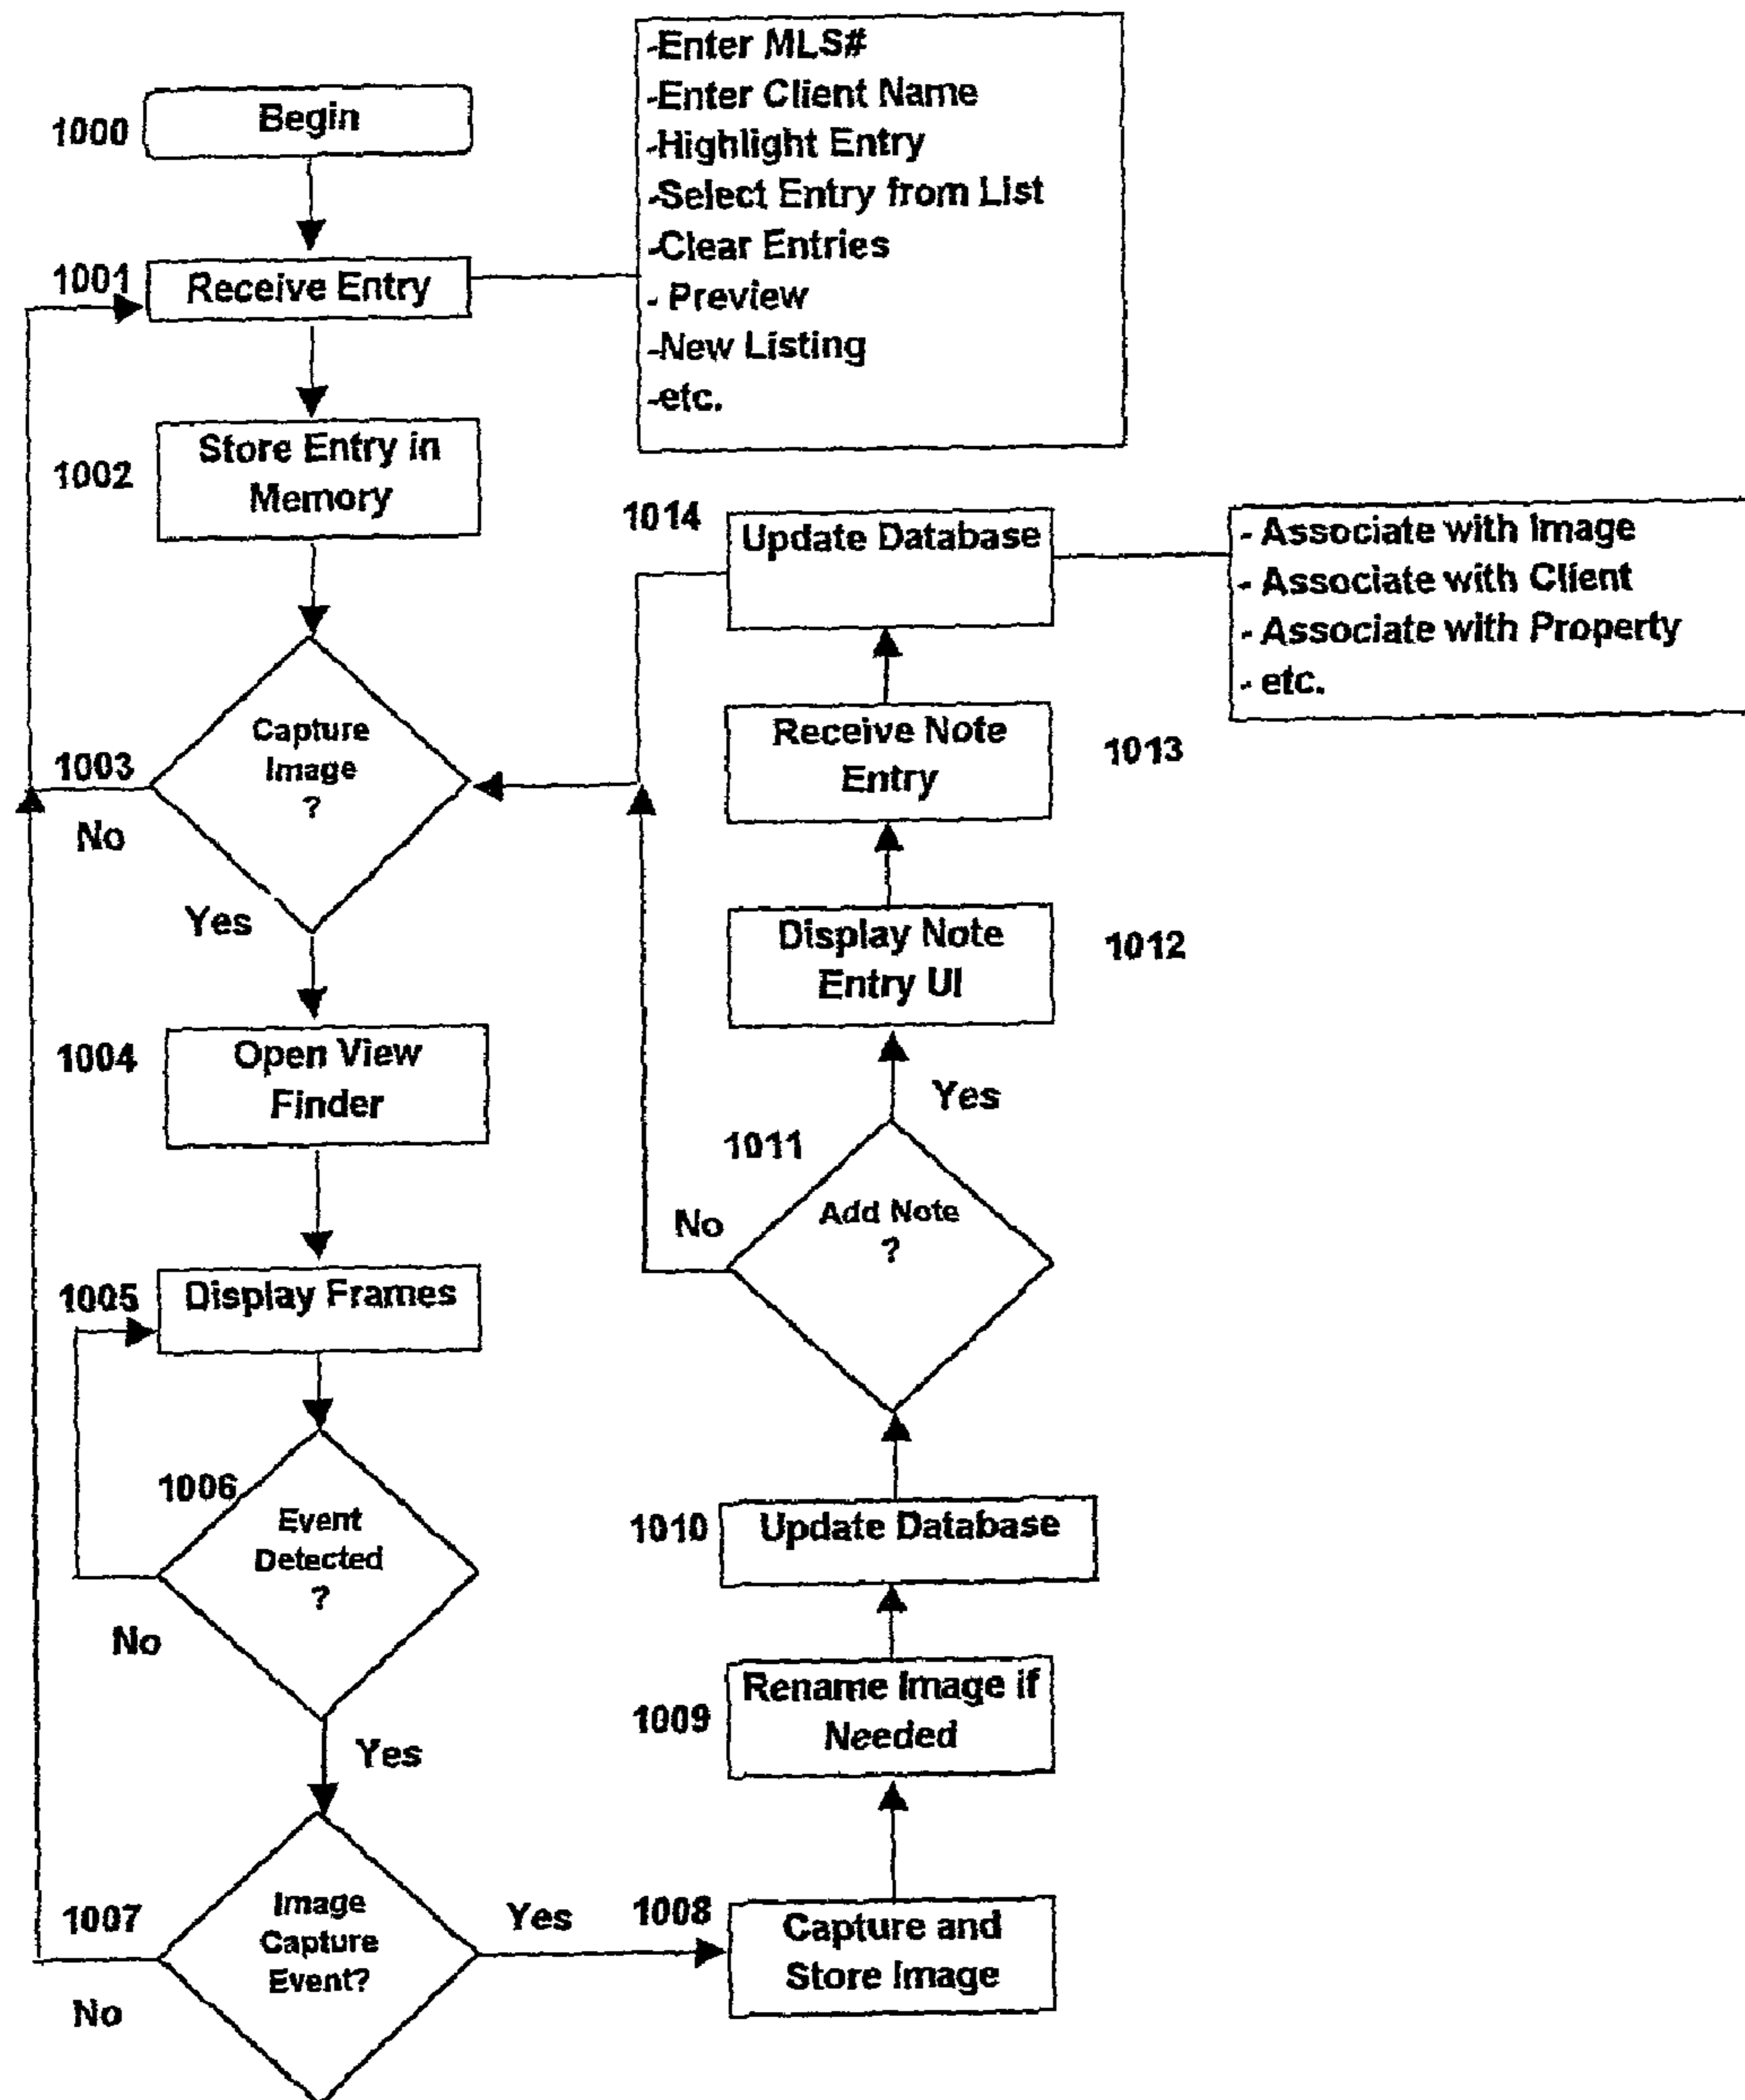 1000
Begin
-Enter MLS#
-Enter Client Name
-Highlight Entry
-Select Entry from List
-Clear Entries
- Preview
-New Listing
-etc.
1001
Receive Entry
1002
Store Entry in
Memory
1003
Capture
Image
?
No
Yes
1004
Open View
Finder
1005
Display Frames
1006
Event
Detected
?
No
Yes
1007
Image
Capture
Event?
No
Yes
1008
Capture and
Store Image
1009
Rename Image if
Needed
1010
Update Database
1011
Add Note
?
No
Yes
1012
Display Note
Entry UI
1013
Receive Note
Entry
1014
Update Database
- Associate with Image
- Associate with Client
- Associate with Property
- etc.